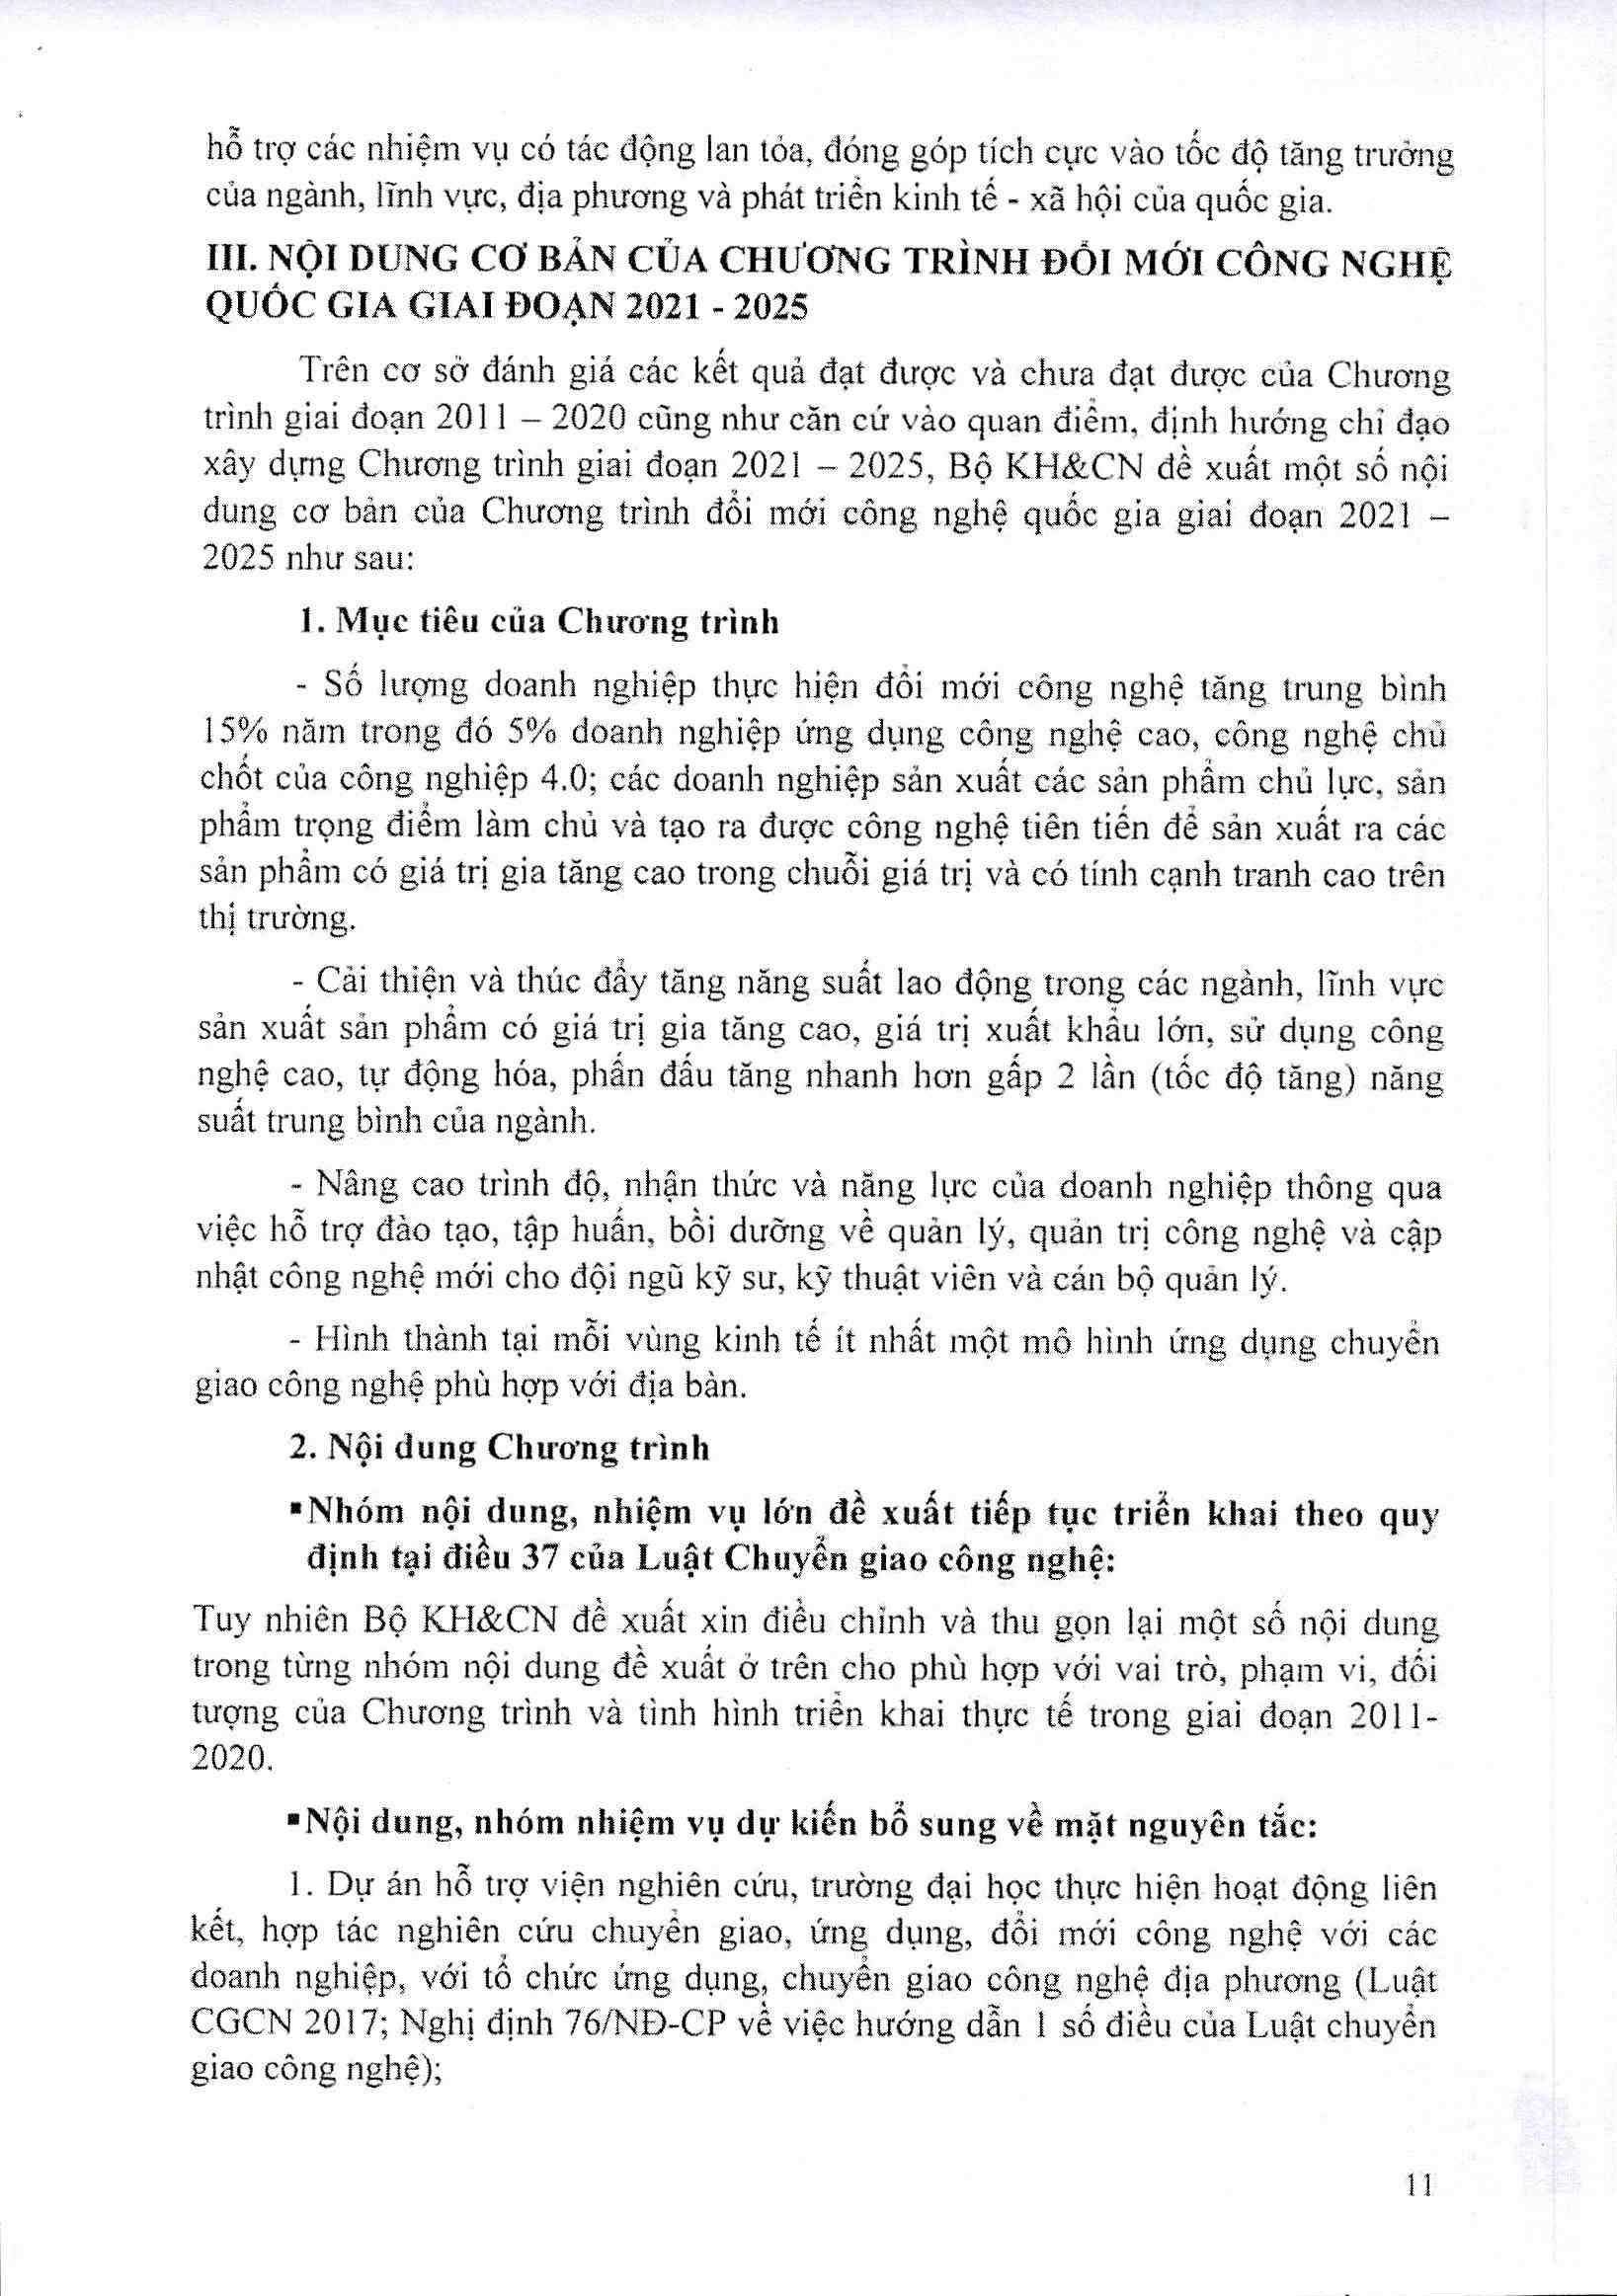 hỗ trợ các nhiệm vụ có tác động lan tỏa, đóng góp tích cực vào tốc độ tăng trưởng
của ngành, lĩnh vực, địa phương và phát triển kinh tế - xã hội của quốc gia.
III. NỘI DUNG CƠ BẢN CỦA CHƯƠNG TRÌNH ĐỔI MỚI CÔNG NGHỆ
QUỐC GIA GIAI ĐOẠN 2021 - 2025
Trên cơ sở đánh giá các kết quả đạt được và chưa đạt được của Chương
trình giai đoạn 2011 – 2020 cũng như căn cứ vào quan điểm, định hướng chỉ đạo
xây dựng Chương trình giai đoạn 2021 – 2025, Bộ KH&CN đề xuất một số nội
dung cơ bản của Chương trình đổi mới công nghệ quốc gia giai đoạn 2021 –
2025 như sau:
1. Mục tiêu của Chương trình
- Số lượng doanh nghiệp thực hiện đổi mới công nghệ tăng trung bình
15% năm trong đó 5% doanh nghiệp ứng dụng công nghệ cao, công nghệ chủ
chốt của công nghiệp 4.0; các doanh nghiệp sản xuất các sản phẩm chủ lực, sản
phẩm trọng điểm làm chủ và tạo ra được công nghệ tiên tiến để sản xuất ra các
sản phẩm có giá trị gia tăng cao trong chuỗi giá trị và có tính cạnh tranh cao trên
thị trường.
- Cải thiện và thúc đẩy tăng năng suất lao động trong các ngành, lĩnh vực
sản xuất sản phẩm có giá trị gia tăng cao, giá trị xuất khẩu lớn, sử dụng công
nghệ cao, tự động hóa, phấn đấu tăng nhanh hơn gấp 2 lần (tốc độ tăng) năng
suất trung bình của ngành.
- Nâng cao trình độ, nhận thức và năng lực của doanh nghiệp thông qua
việc hỗ trợ đào tạo, tập huấn, bồi dưỡng về quản lý, quản trị công nghệ và cập
nhật công nghệ mới cho đội ngũ kỹ sư, kỹ thuật viên và cán bộ quản lý.
- Hình thành tại mỗi vùng kinh tế ít nhất một mô hình ứng dụng chuyển
giao công nghệ phù hợp với địa bàn.
2. Nội dung Chương trình
▪Nhóm nội dung, nhiệm vụ lớn đề xuất tiếp tục triển khai theo quy
định tại điều 37 của Luật Chuyển giao công nghệ:
Tuy nhiên Bộ KH&CN đề xuất xin điều chỉnh và thu gọn lại một số nội dung
trong từng nhóm nội dung đề xuất ở trên cho phù hợp với vai trò, phạm vi, đối
tượng của Chương trình và tình hình triển khai thực tế trong giai đoạn 2011-
2020.
▪Nội dung, nhóm nhiệm vụ dự kiến bổ sung về mặt nguyên tắc:
1. Dự án hỗ trợ viện nghiên cứu, trường đại học thực hiện hoạt động liên
kết, hợp tác nghiên cứu chuyển giao, ứng dụng, đổi mới công nghệ với các
doanh nghiệp, với tổ chức ứng dụng, chuyển giao công nghệ địa phương (Luật
CGCN 2017; Nghị định 76/NĐ-CP về việc hướng dẫn 1 số điều của Luật chuyển
giao công nghệ);
11